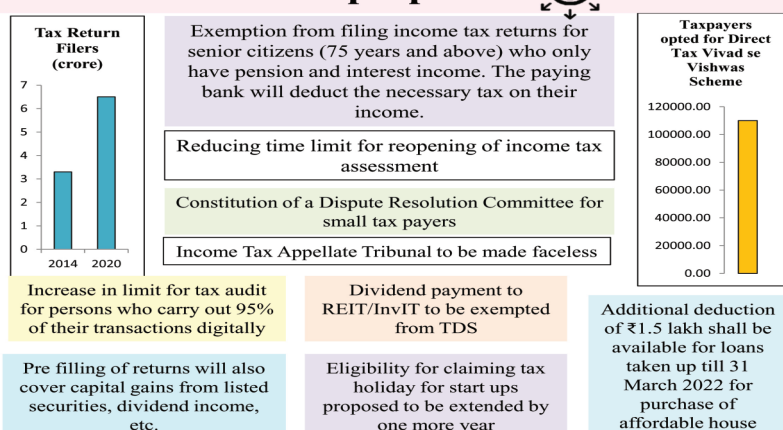 Tax Return
Filers
(crore)
7
6
5
4
3
2
1
0
2014 2020
Exemption from filing income tax returns for
senior citizens (75 years and above) who only
have pension and interest income. The paying
bank will deduct the necessary tax on their
income.
Reducing time limit for reopening of income tax
assessment
Constitution of a Dispute Resolution Committee for
small tax payers
Income Tax Appellate Tribunal to be made faceless
Taxpayers
opted for Direct
Tax Vivad se
Vishwas
Scheme
120000.00
100000.00
80000.00
60000.00
40000.00
20000.00
0.00
Increase in limit for tax audit
for persons who carry out 95%
of their transactions digitally
Dividend payment to
REIT/InvIT to be exempted
from TDS
Additional deduction
of ₹1.5 lakh shall be
available for loans
taken up till 31
March 2022 for
purchase of
affordable house
Pre filling of returns will also
cover capital gains from listed
securities, dividend income,
etc.
Eligibility for claiming tax
holiday for start ups
proposed to be extended by
one more year